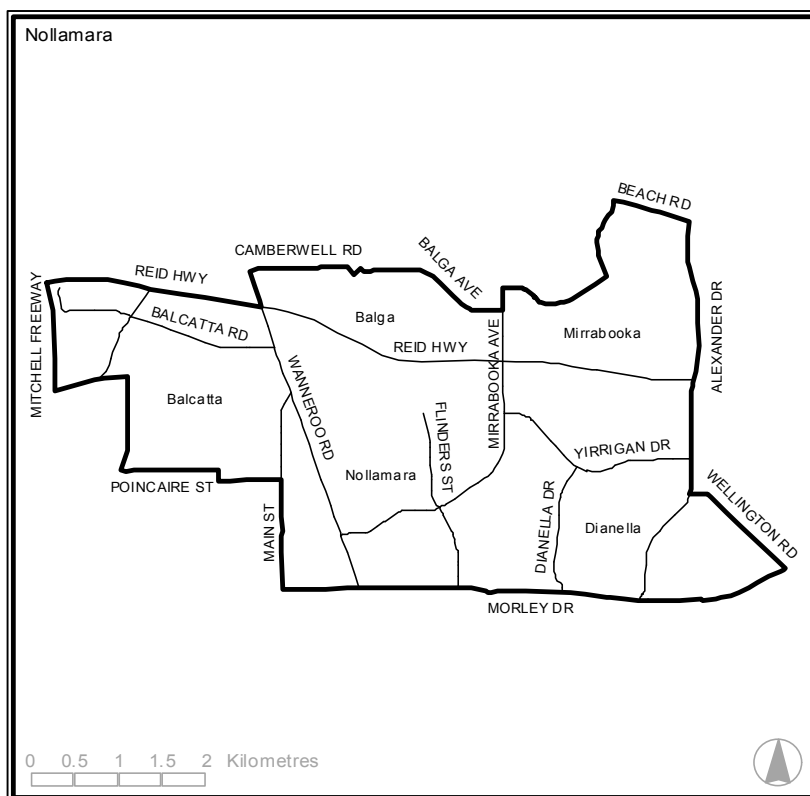 Nollamara
BEACH RD
CAMBERWELL RD
BALGA AVE
REID HWY
MITCHELL FREEWAY
BALCATTA RD
Balga
Mirrabooka
ALEXANDER DR
REID HWY
MIRRABOOKA AVE
WANNEROO RD
Balcatta
FLINDERS ST
YIRRIGAN DR
Nollamara
POINCAIRE ST
WELLINGTON RD
MAIN ST
DIANELLA DR
Dianella
MORLEY DR
0 0.5 1 1.5 2 Kilometres